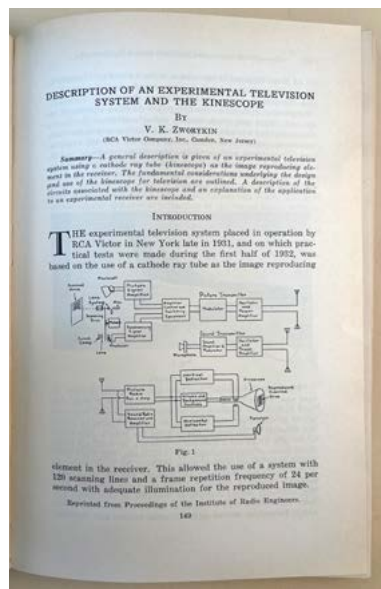 DESCRIPTION OF AN EXPERIMENTAL TELEVISION
SYSTEM AND THE KINESCOPE
By
V. K. Zworykin
(RCA Victor Company, Inc., Camden, New Jersey)
Summary—A general description is given of an experimental television
system using a cathode ray tube (kinescope) as the image reproducing ele-
ment in the receiver. The fundamental considerations underlying the design
and use of the kinescope for television are outlined. A description of the
circuits associated with the kinescope and an explanation of the application
to an experimental receiver are included.
Introduction
THE experimental television system placed in operation by
RCA Victor in New York late in 1931, and on which prac-
tical tests were made during the first half of 1932, was
based on the use of a cathode ray tube as the image reproducing
Picture Transmitter
Modulator
Sound Transmitter
Microphone
Fig. 1
element in the receiver. This allowed the use of a system with
120 scanning lines and a frame repetition frequency of 24 per
second with adequate illumination for the reproduced image.
Reprinted from Proceedings of the Institute of Radio Engineers.
149